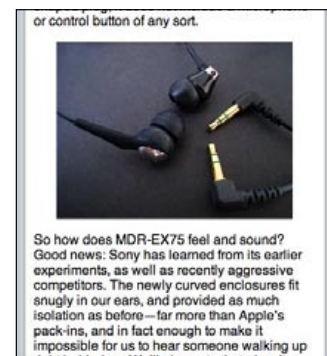 or control button of any sort.
So how does MDR-EX75 feel and sound?
Good news: Sony has learned from its earlier
experiments, as well as recently aggressive
competitors. The newly curved enclosures fit
snugly in our ears, and provided as much
isolation as before—far more than Apple's
pack-ins, and in fact enough to make it
impossible for us to hear someone walking up